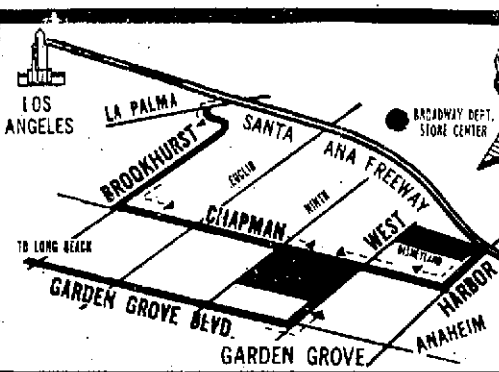 LOS
ANGELES
LA PALMA
SANTA
ANA FREEWAY
BROADWAY DEPT.
STORE CENTER
BROOKHURST
EUCLID
NINTH
CHAPMAN
WEST
DISNEYLAND
TO LONG BEACH
HARBOR
GARDEN GROVE BLVD.
ANAHEIM
GARDEN GROVE